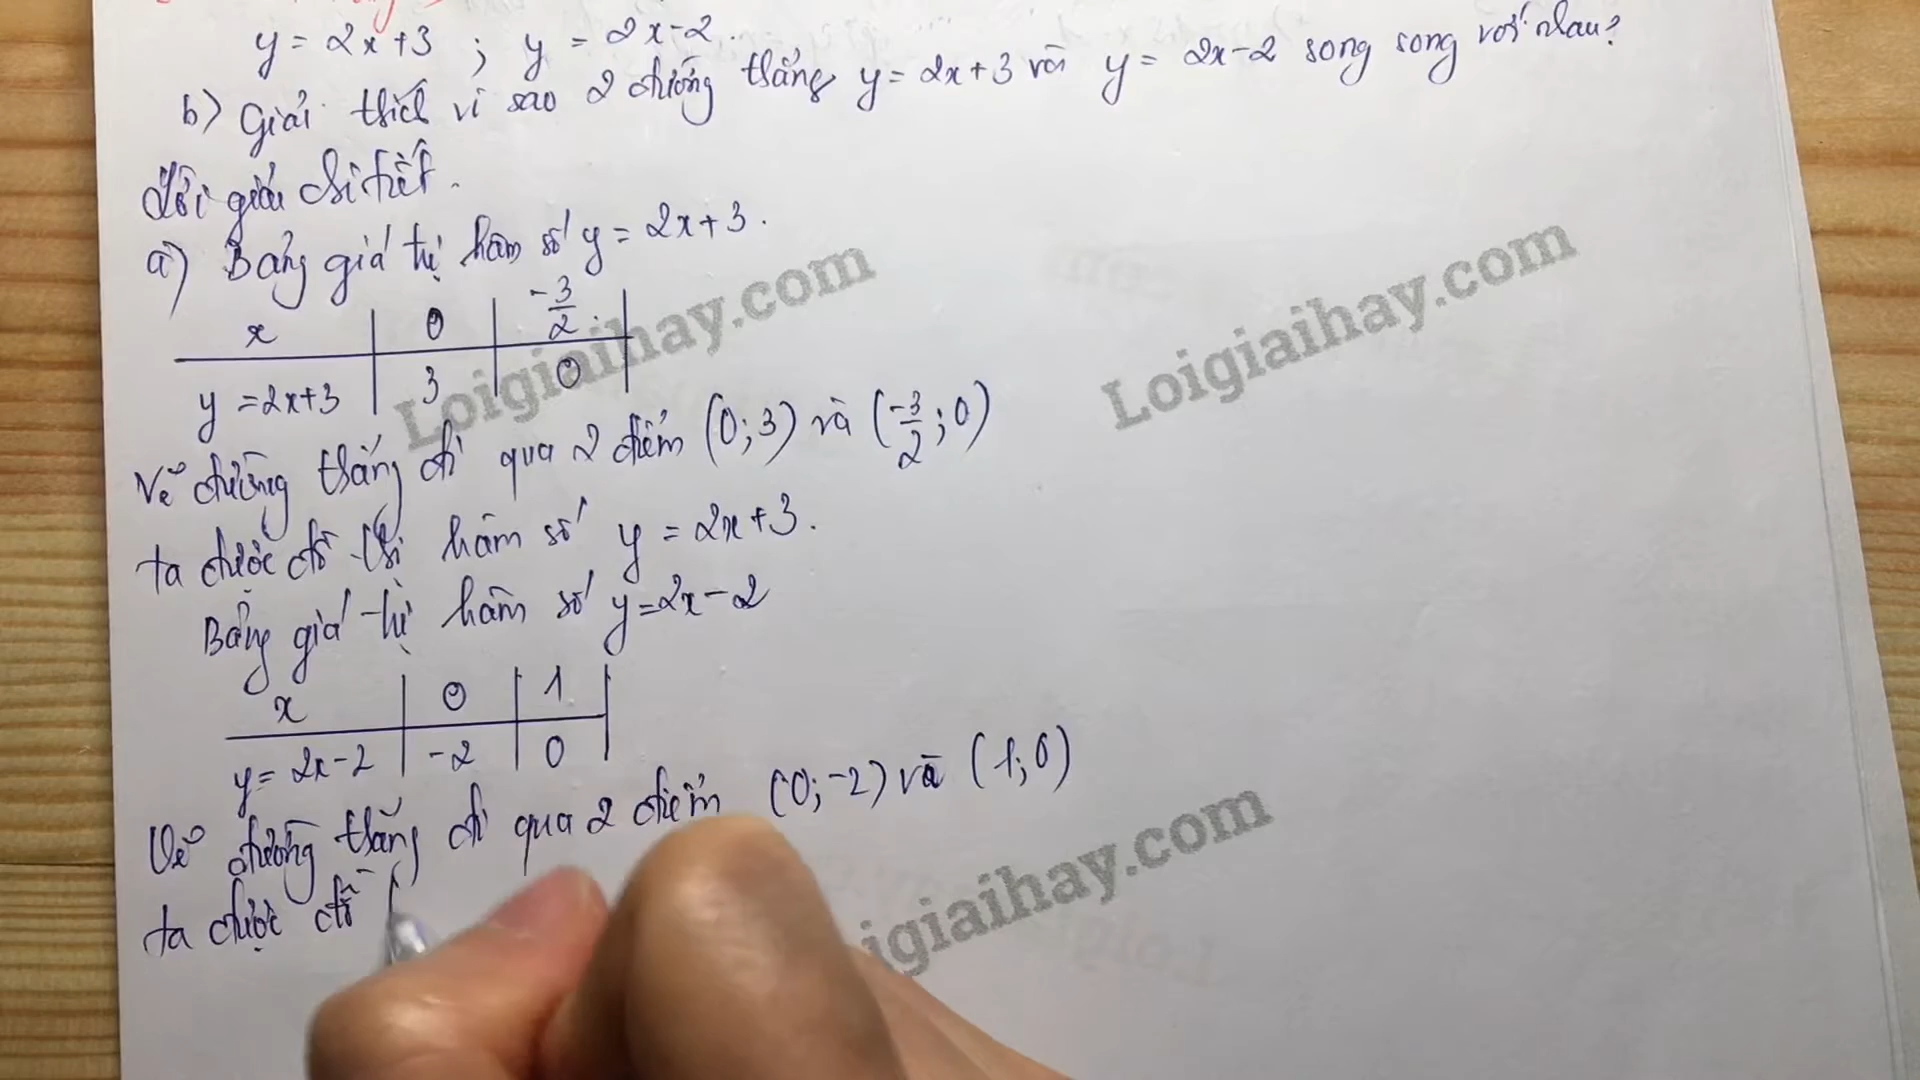 y = 2x+3 ; y = 2x-2.
b) Giải thích vì sao 2 đường thẳng y = 2x+3 và y = 2x-2 song song với nhau?
Lời giải chi tiết.
a) Bảng giá trị hàm số y = 2x+3.
x | 0 | -3/2
y = 2x+3 | 3 | 0
Vẽ đường thẳng đi qua 2 điểm (0;3) và (-3/2;0)
ta được đồ thị hàm số y = 2x+3.
Bảng giá trị hàm số y=2x-2
x | 0 | 1
y = 2x-2 | -2 | 0
Vẽ đường thẳng đi qua 2 điểm (0;-2) và (1;0)
ta được đồ
Loigiaihay.com
Loigiaihay.com
igiaihay.com